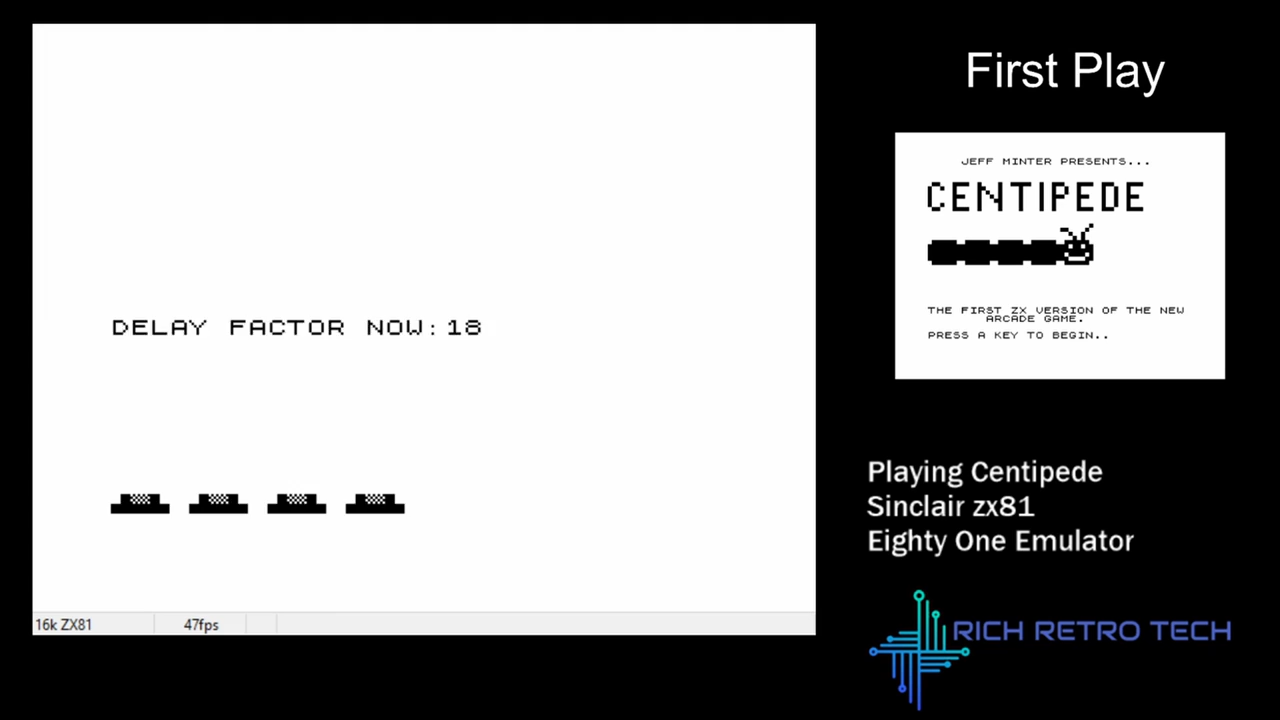 DELAY FACTOR NOW:18
16k ZX81
47fps
First Play
JEFF MINTER PRESENTS...
CENTIPEDE
THE FIRST ZX VERSION OF THE NEW
ARCADE GAME.
PRESS A KEY TO BEGIN..
Playing Centipede
Sinclair zx81
Eighty One Emulator
RICH RETRO TECH